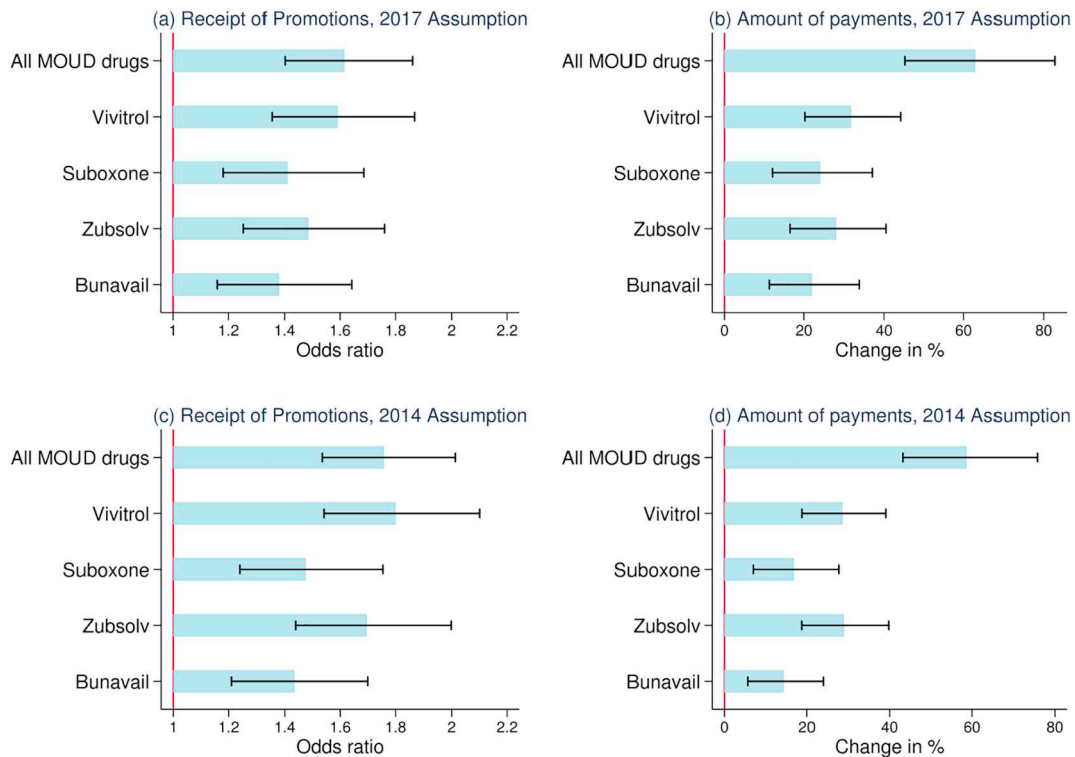 (a) Receipt of Promotions, 2017 Assumption
All MOUD drugs
Vivitrol
Suboxone
Zubsolv
Bunavail
1 1.2 1.4 1.6 1.8 2 2.2
Odds ratio
(b) Amount of payments, 2017 Assumption
All MOUD drugs
Vivitrol
Suboxone
Zubsolv
Bunavail
0 20 40 60 80
Change in %
(c) Receipt of Promotions, 2014 Assumption
All MOUD drugs
Vivitrol
Suboxone
Zubsolv
Bunavail
1 1.2 1.4 1.6 1.8 2 2.2
Odds ratio
(d) Amount of payments, 2014 Assumption
All MOUD drugs
Vivitrol
Suboxone
Zubsolv
Bunavail
0 20 40 60 80
Change in %